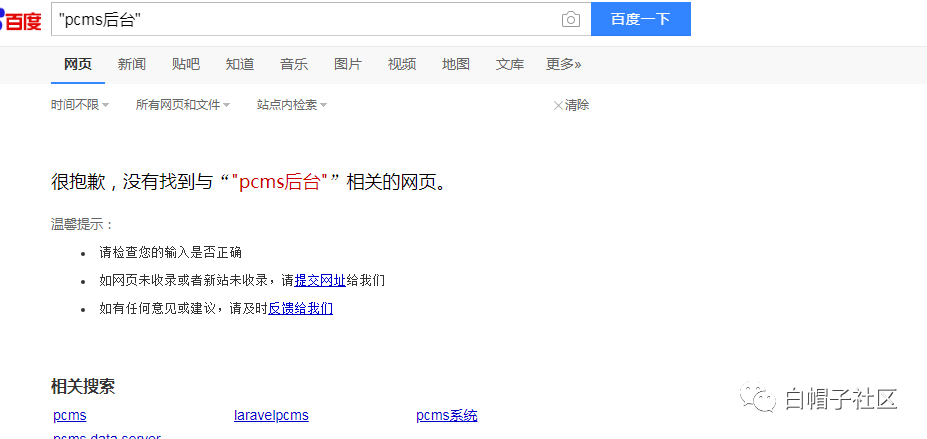 百度 "pcms后台" 百度一下
网页 新闻 贴吧 知道 音乐 图片 视频 地图 文库 更多»
时间不限 所有网页和文件 站点内检索 清除
很抱歉，没有找到与“"pcms后台"”相关的网页。
温馨提示：
请检查您的输入是否正确
如网页未收录或者新站未收录，请提交网址给我们
如有任何意见或建议，请及时反馈给我们
相关搜索
pcms laravelpcms pcms系统
pcms data server
白帽子社区